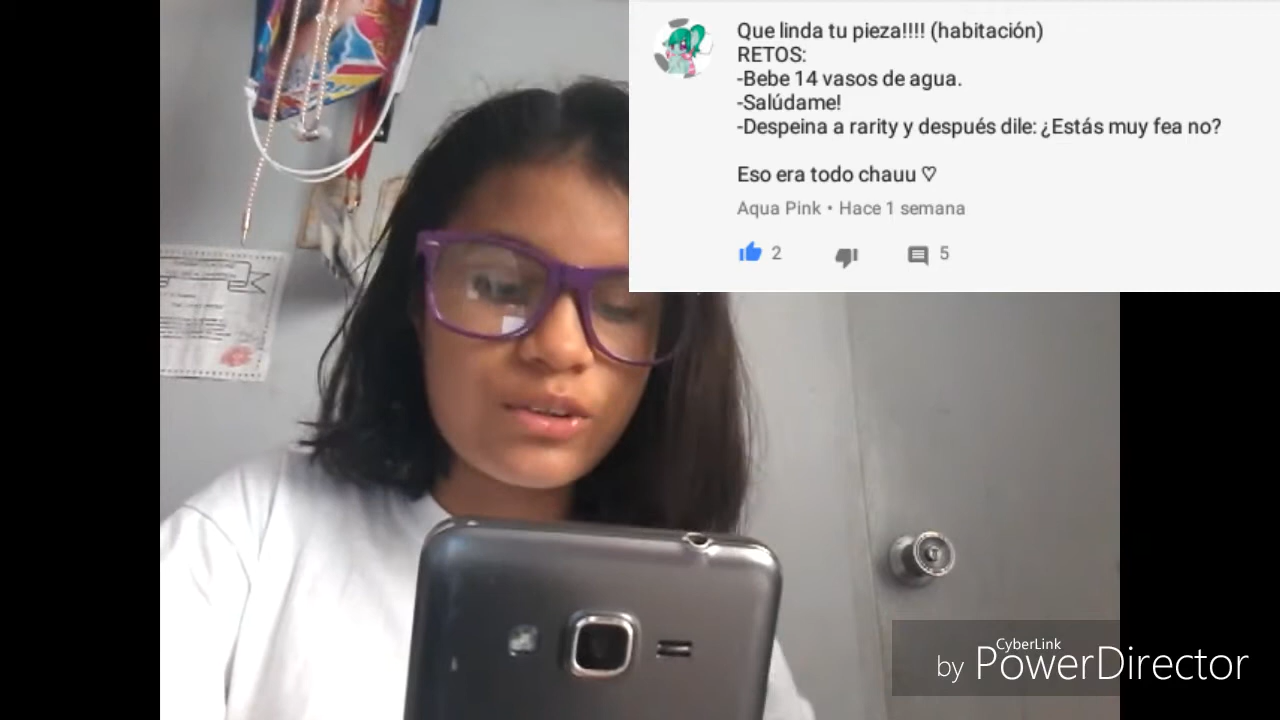 Que linda tu pieza!!!! (habitación)
RETOS:
-Bebe 14 vasos de agua.
-Salúdame!
-Despeina a rarity y después dile: ¿Estás muy fea no?
Eso era todo chauu ♡
Aqua Pink • Hace 1 semana
2
5
CyberLink
by PowerDirector